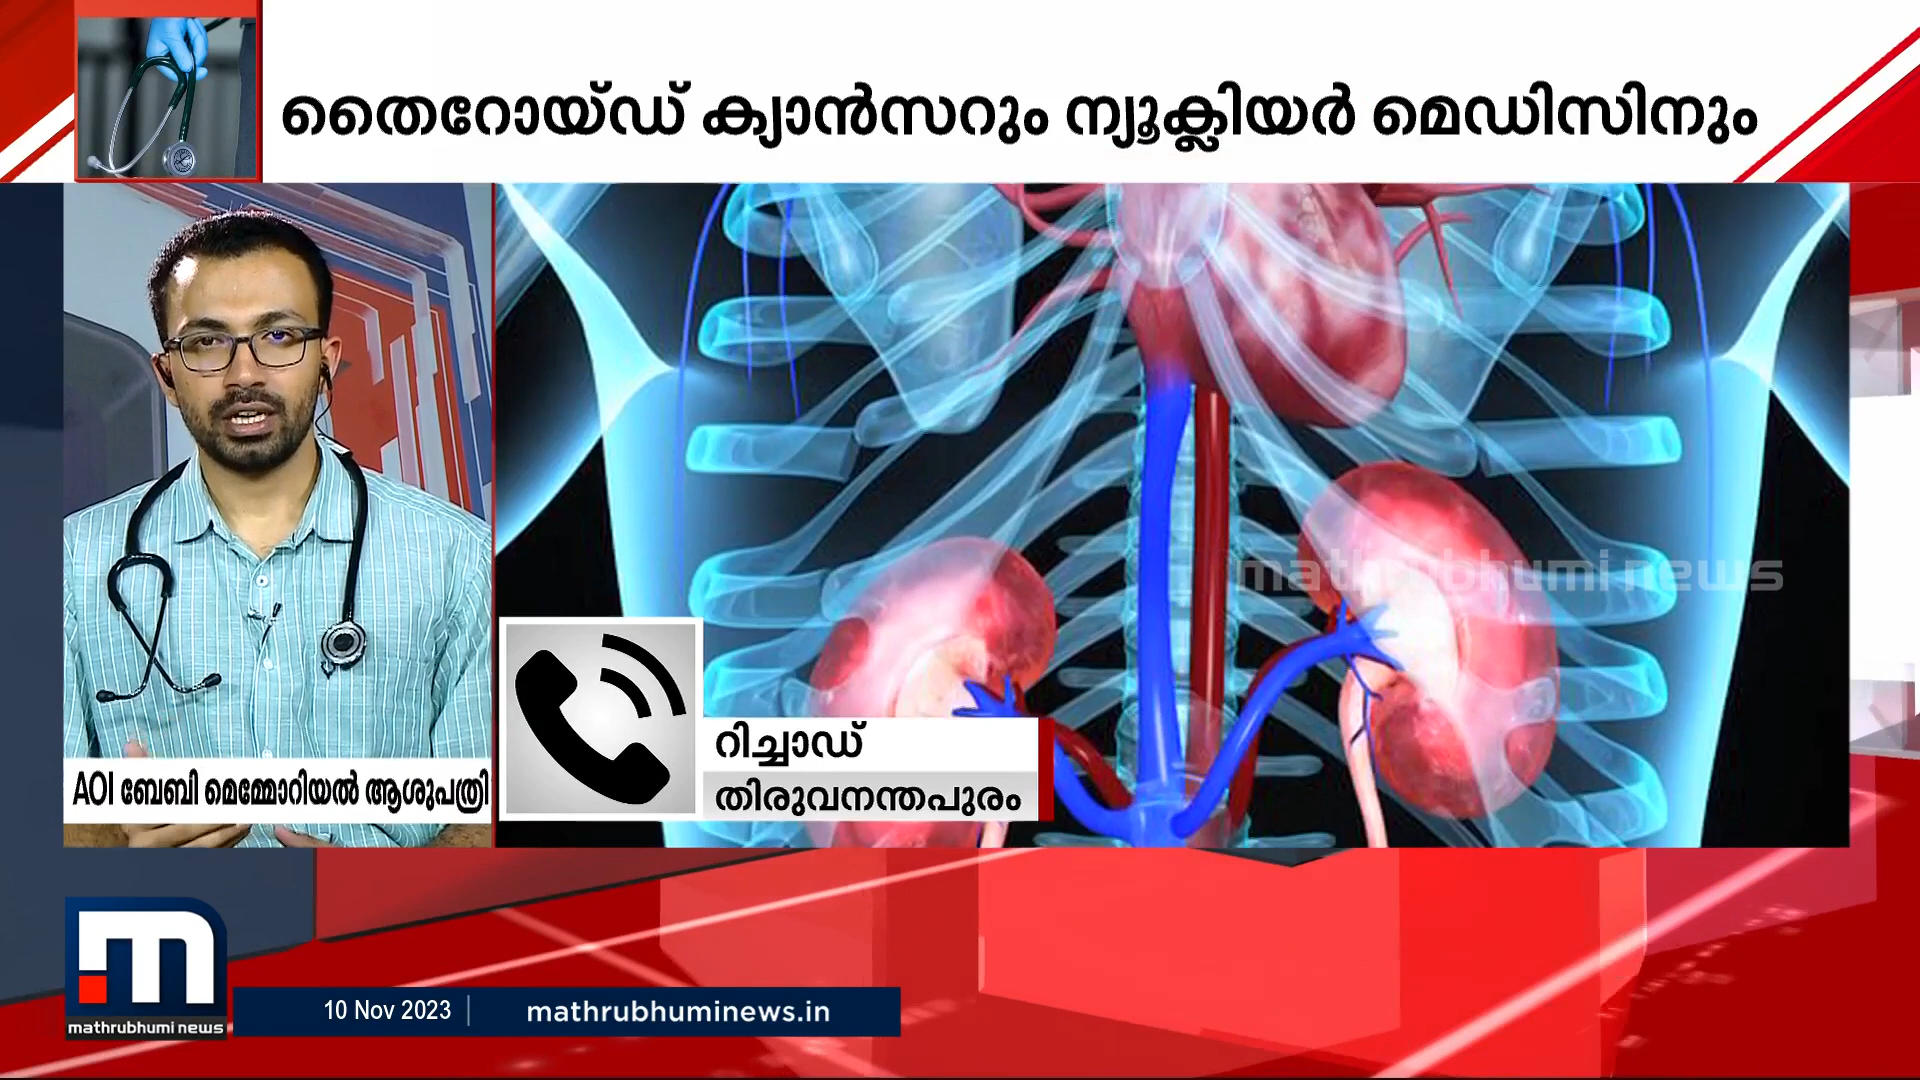 തൈറോയ്ഡ് ക്യാൻസറും ന്യൂക്ലിയർ മെഡിസിനും
mathrubhumi news
AOI ബേബി മെമ്മോറിയൽ ആശുപത്രി
റിച്ചാഡ്
തിരുവനന്തപുരം
mathrubhumi news
10 Nov 2023
mathrubhuminews.in